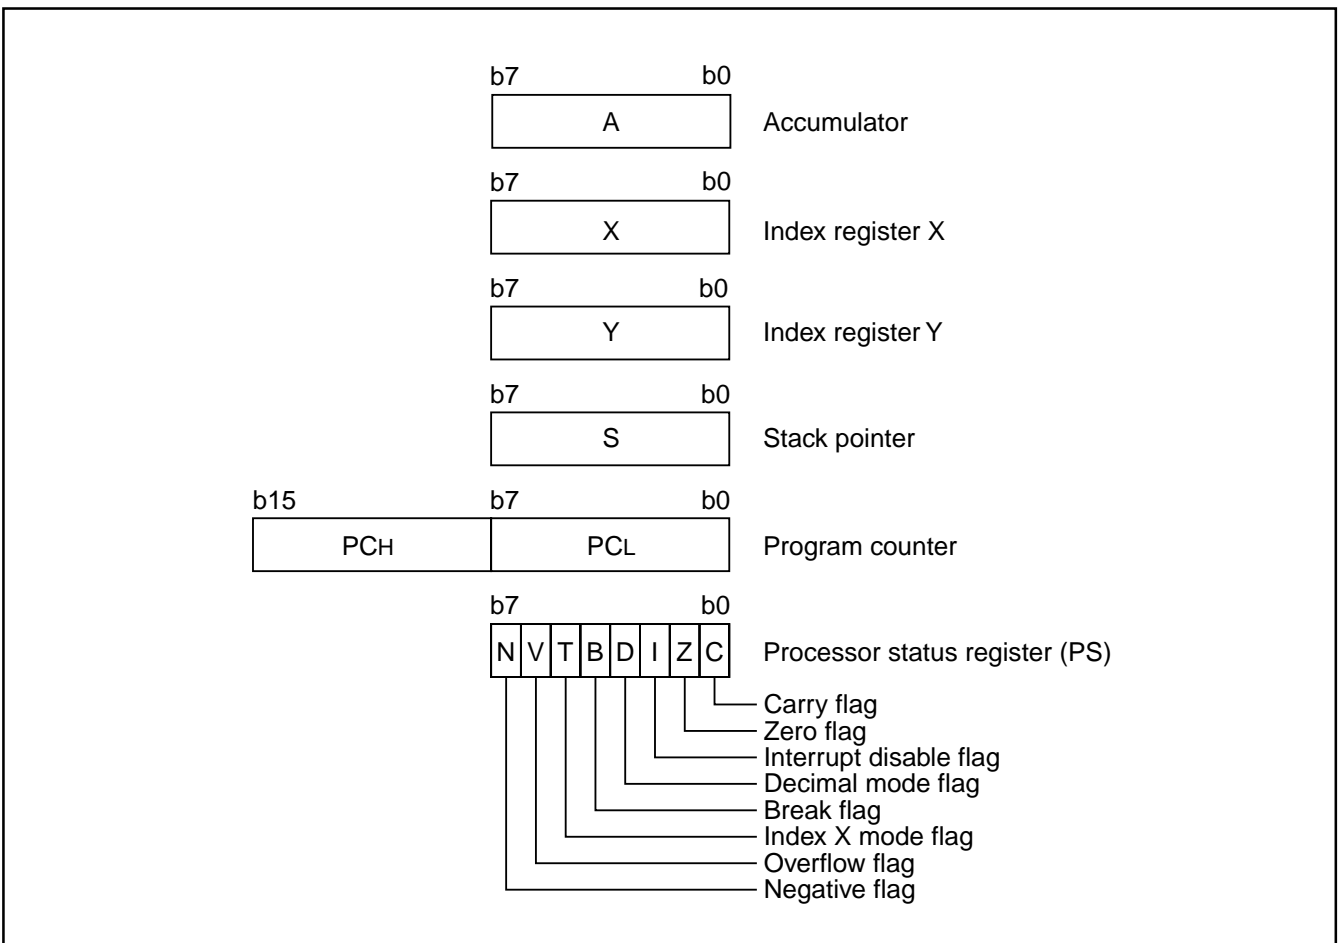 b7 b0
A Accumulator
b7 b0
X Index register X
b7 b0
Y Index register Y
b7 b0
S Stack pointer
b15 b7 b0
PCH PCL Program counter
b7 b0
N V T B D I Z C Processor status register (PS)
Carry flag
Zero flag
Interrupt disable flag
Decimal mode flag
Break flag
Index X mode flag
Overflow flag
Negative flag